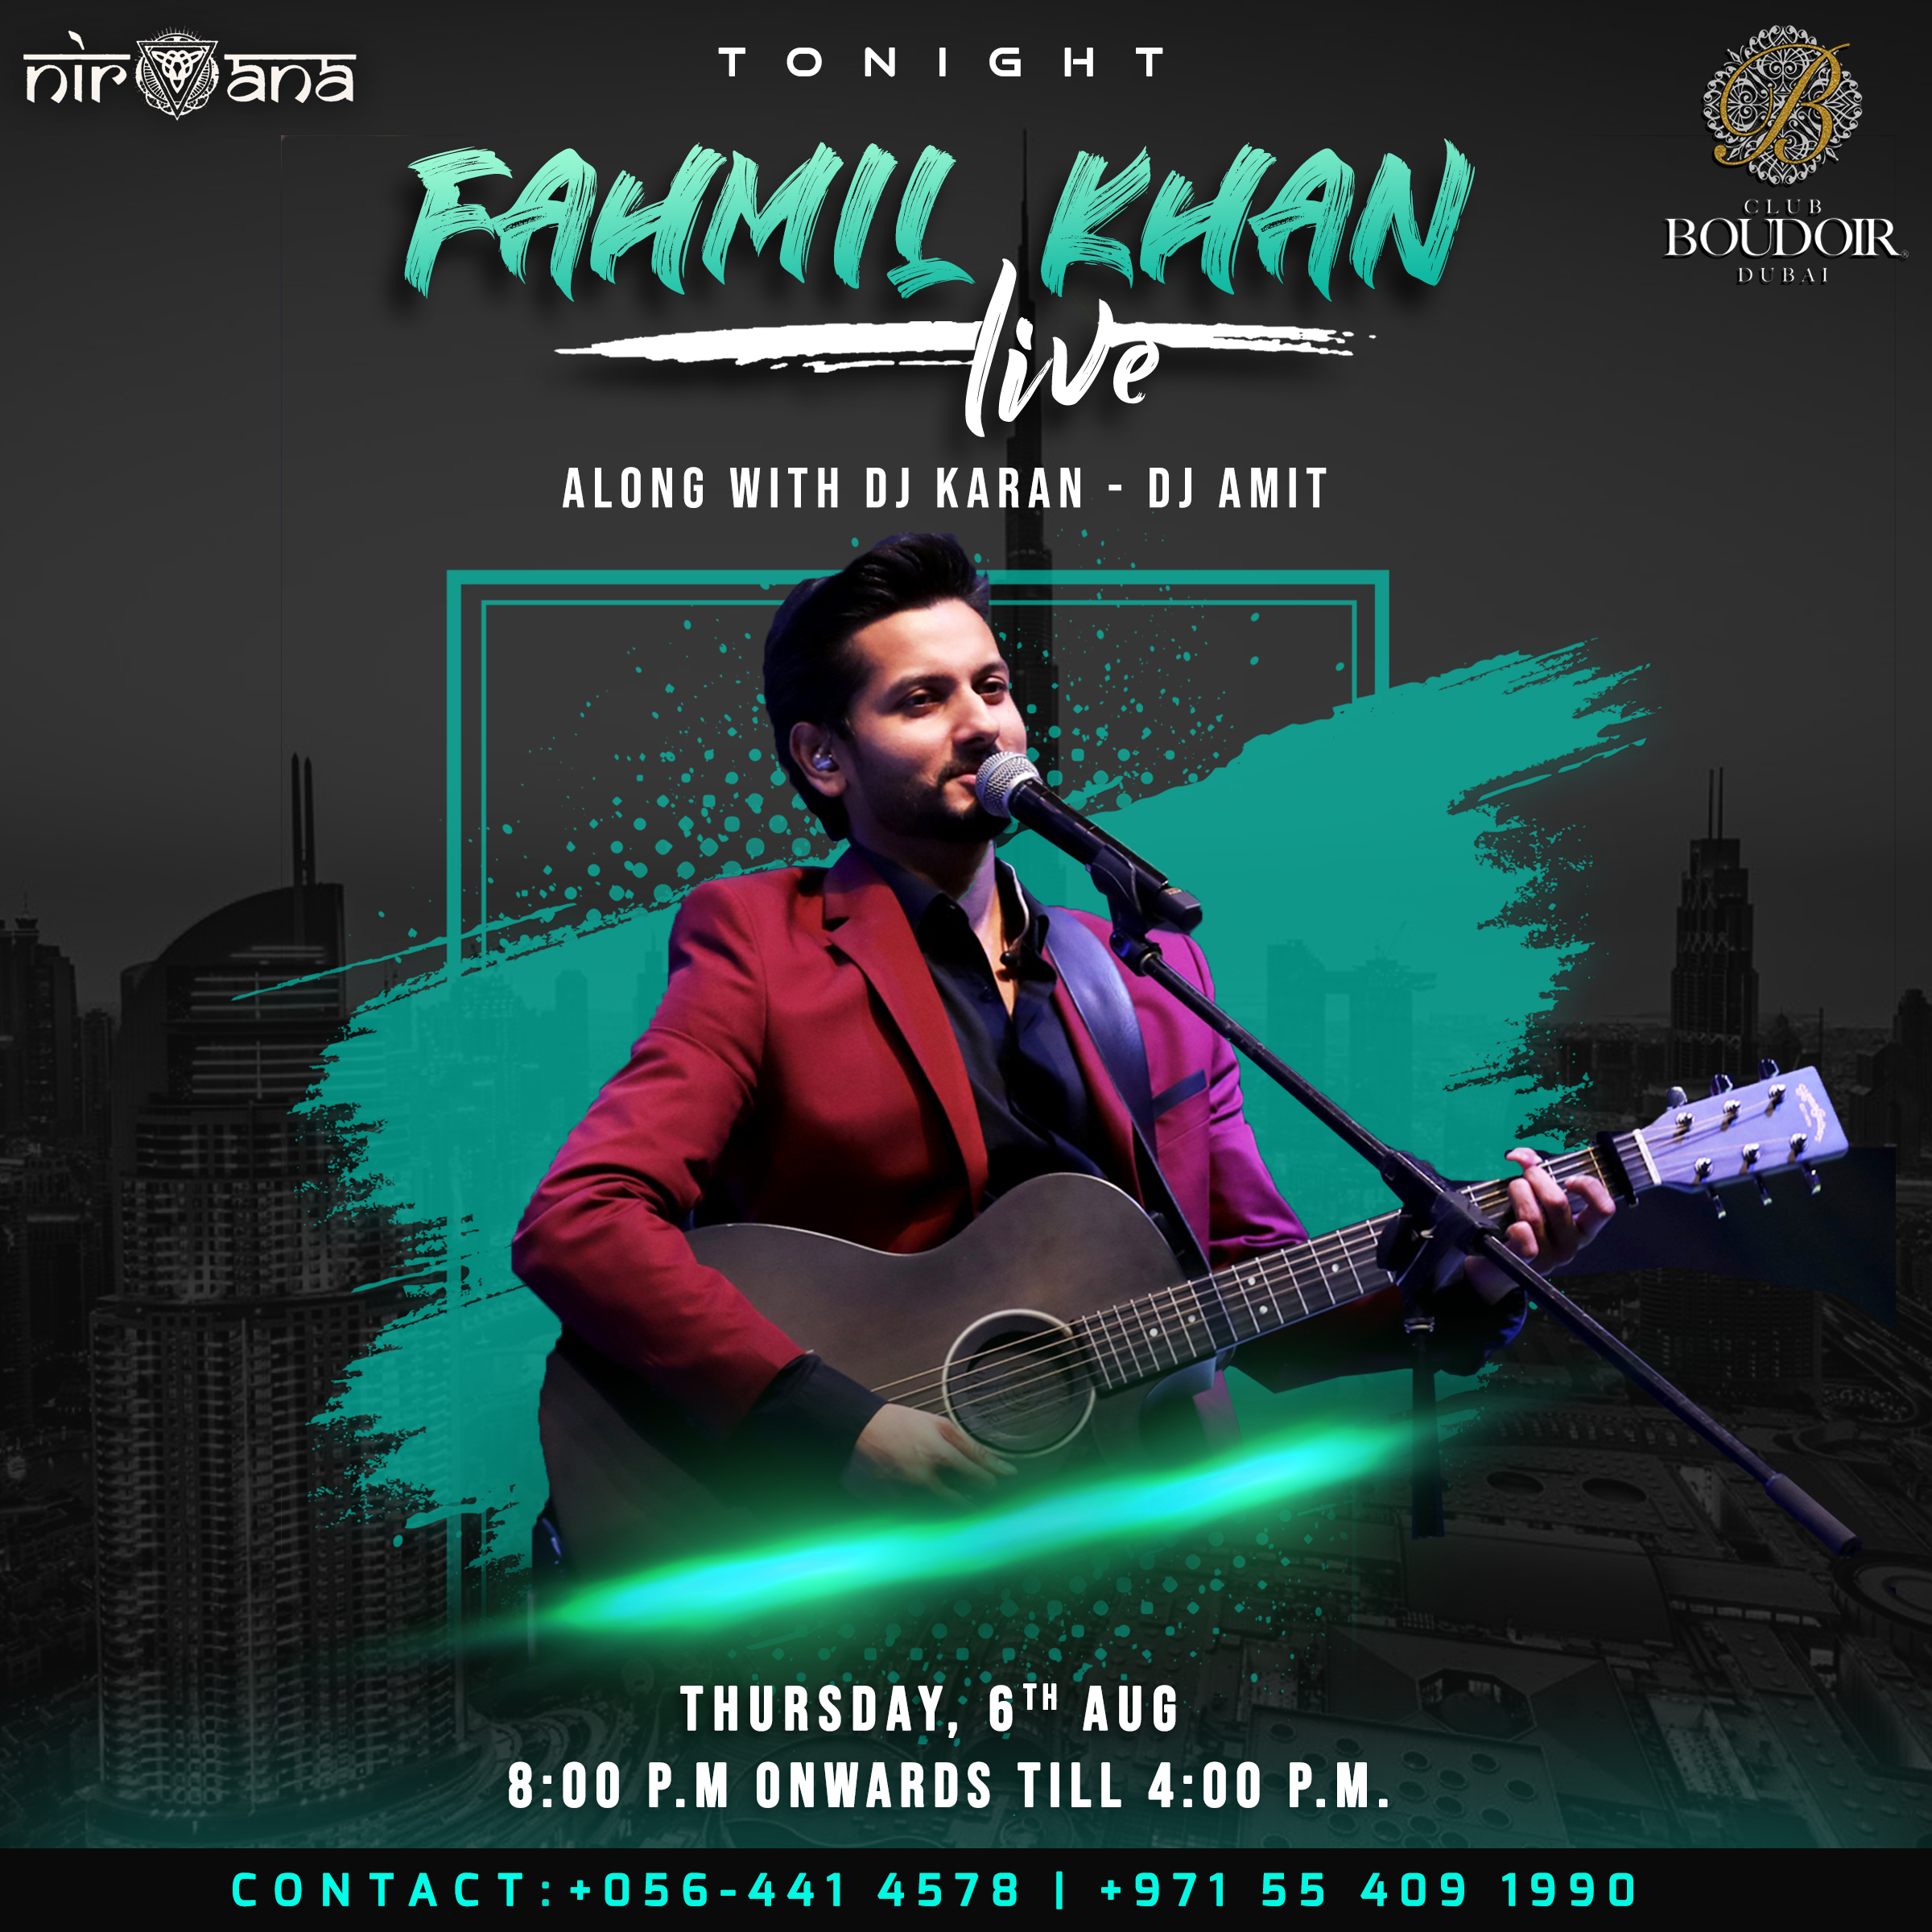 nirvana
TONIGHT
B
CLUB
BOUDOIR®
DUBAI
FAHMIL KHAN
live
ALONG WITH DJ KARAN - DJ AMIT
THURSDAY, 6TH AUG
8:00 P.M ONWARDS TILL 4:00 P.M.
CONTACT:+056-441 4578 | +971 55 409 1990